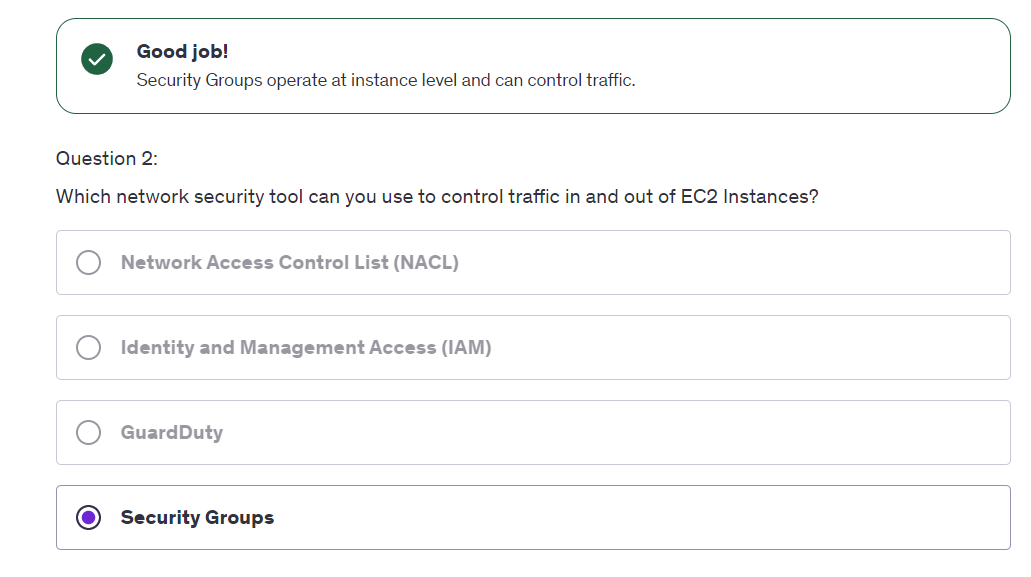 Good job!
Security Groups operate at instance level and can control traffic.
Question 2:
Which network security tool can you use to control traffic in and out of EC2 Instances?
Network Access Control List (NACL)
Identity and Management Access (IAM)
GuardDuty
Security Groups